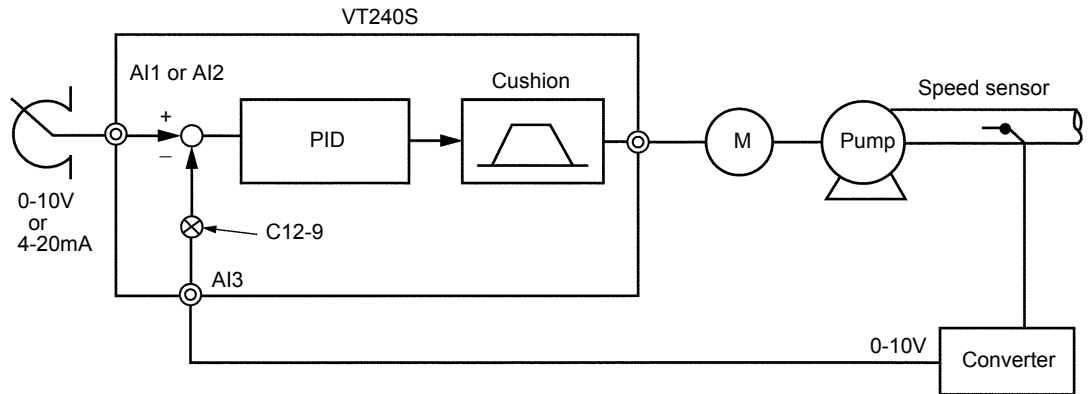 VT240S
AI1 or AI2
Cushion
Speed sensor
+
–
PID
M
Pump
0-10V
or
4-20mA
C12-9
AI3
0-10V
Converter